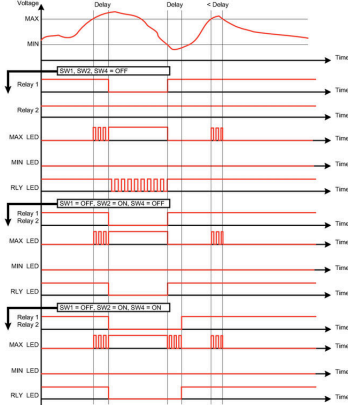 Voltage
Delay Delay < Delay
MAX
MIN
Time
SW1, SW2, SW4 = OFF
Relay 1
Time
Relay 2
Time
MAX LED
Time
MIN LED
Time
RLY LED
Time
SW1 = OFF, SW2 = ON, SW4 = OFF
Relay 1
Relay 2
Time
MAX LED
Time
MIN LED
Time
RLY LED
Time
SW1 = OFF, SW2 = ON, SW4 = ON
Relay 1
Relay 2
Time
MAX LED
Time
MIN LED
Time
RLY LED
Time